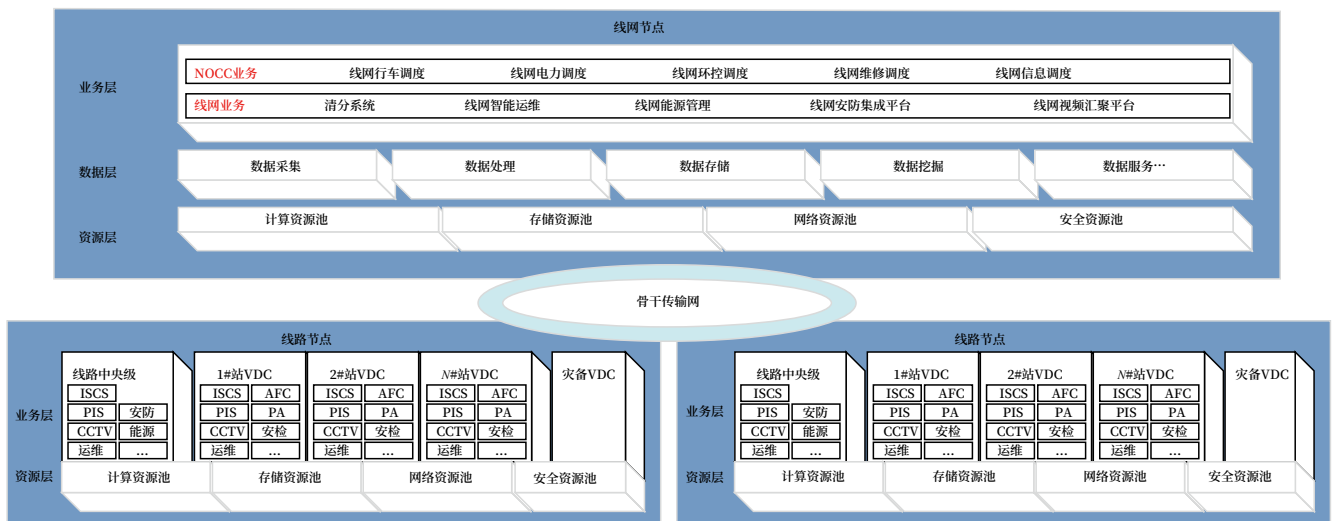 线网节点
业务层
NOCC业务 线网行车调度 线网电力调度 线网环控调度 线网维修调度 线网信息调度
线网业务 清分系统 线网智能运维 线网能源管理 线网安防集成平台 线网视频汇聚平台
数据层 数据采集 数据处理 数据存储 数据挖掘 数据服务…
资源层 计算资源池 存储资源池 网络资源池 安全资源池
骨干传输网
线路节点
业务层
线路中央级 1#站VDC 2#站VDC N#站VDC 灾备VDC
ISCS ISCS AFC ISCS AFC ISCS AFC
PIS 安防 PIS PA PIS PA PIS PA
CCTV 能源 CCTV 安检 CCTV 安检 CCTV 安检
运维 ... 运维 ... 运维 ... 运维 ...
资源层 计算资源池 存储资源池 网络资源池 安全资源池
线路节点
业务层
线路中央级 1#站VDC 2#站VDC N#站VDC 灾备VDC
ISCS ISCS AFC ISCS AFC ISCS AFC
PIS 安防 PIS PA PIS PA PIS PA
CCTV 能源 CCTV 安检 CCTV 安检 CCTV 安检
运维 ... 运维 ... 运维 ... 运维 ...
资源层 计算资源池 存储资源池 网络资源池 安全资源池